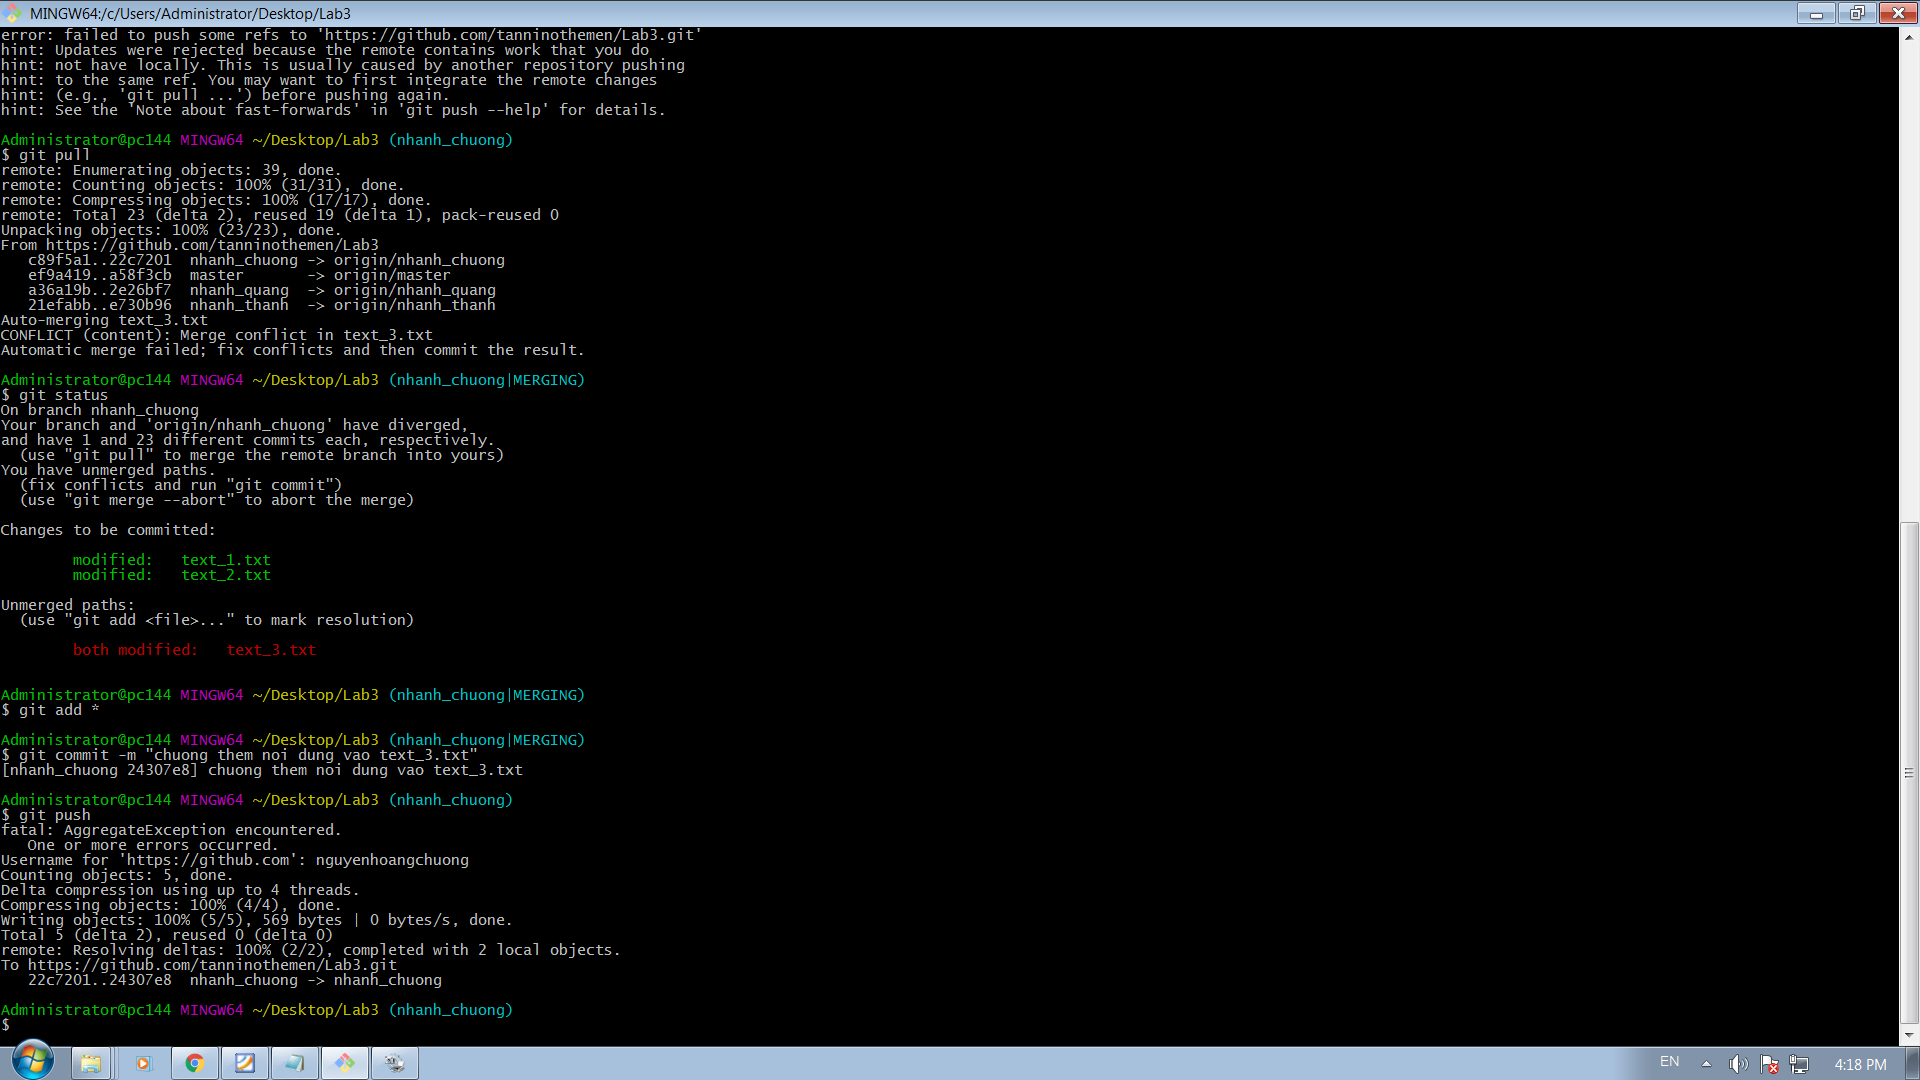 MINGW64:/c/Users/Administrator/Desktop/Lab3
error: failed to push some refs to 'https://github.com/tanninothemen/Lab3.git'
hint: Updates were rejected because the remote contains work that you do
hint: not have locally. This is usually caused by another repository pushing
hint: to the same ref. You may want to first integrate the remote changes
hint: (e.g., 'git pull ...') before pushing again.
hint: See the 'Note about fast-forwards' in 'git push --help' for details.
Administrator@pc144 MINGW64 ~/Desktop/Lab3 (nhanh_chuong)
$ git pull
remote: Enumerating objects: 39, done.
remote: Counting objects: 100% (31/31), done.
remote: Compressing objects: 100% (17/17), done.
remote: Total 23 (delta 2), reused 19 (delta 1), pack-reused 0
Unpacking objects: 100% (23/23), done.
From https://github.com/tanninothemen/Lab3
   c89f5a1..22c7201  nhanh_chuong -> origin/nhanh_chuong
   ef9a419..a58f3cb  master       -> origin/master
   a36a19b..2e26bf7  nhanh_quang  -> origin/nhanh_quang
   21efabb..e730b96  nhanh_thanh  -> origin/nhanh_thanh
Auto-merging text_3.txt
CONFLICT (content): Merge conflict in text_3.txt
Automatic merge failed; fix conflicts and then commit the result.
Administrator@pc144 MINGW64 ~/Desktop/Lab3 (nhanh_chuong|MERGING)
$ git status
On branch nhanh_chuong
Your branch and 'origin/nhanh_chuong' have diverged,
and have 1 and 23 different commits each, respectively.
  (use "git pull" to merge the remote branch into yours)
You have unmerged paths.
  (fix conflicts and run "git commit")
  (use "git merge --abort" to abort the merge)
Changes to be committed:
        modified:   text_1.txt
        modified:   text_2.txt
Unmerged paths:
  (use "git add <file>..." to mark resolution)
        both modified:   text_3.txt
Administrator@pc144 MINGW64 ~/Desktop/Lab3 (nhanh_chuong|MERGING)
$ git add *
Administrator@pc144 MINGW64 ~/Desktop/Lab3 (nhanh_chuong|MERGING)
$ git commit -m "chuong them noi dung vao text_3.txt"
[nhanh_chuong 24307e8] chuong them noi dung vao text_3.txt
Administrator@pc144 MINGW64 ~/Desktop/Lab3 (nhanh_chuong)
$ git push
fatal: AggregateException encountered.
   One or more errors occurred.
Username for 'https://github.com': nguyenhoangchuong
Counting objects: 5, done.
Delta compression using up to 4 threads.
Compressing objects: 100% (4/4), done.
Writing objects: 100% (5/5), 569 bytes | 0 bytes/s, done.
Total 5 (delta 2), reused 0 (delta 0)
remote: Resolving deltas: 100% (2/2), completed with 2 local objects.
To https://github.com/tanninothemen/Lab3.git
   22c7201..24307e8  nhanh_chuong -> nhanh_chuong
Administrator@pc144 MINGW64 ~/Desktop/Lab3 (nhanh_chuong)
$
EN
4:18 PM